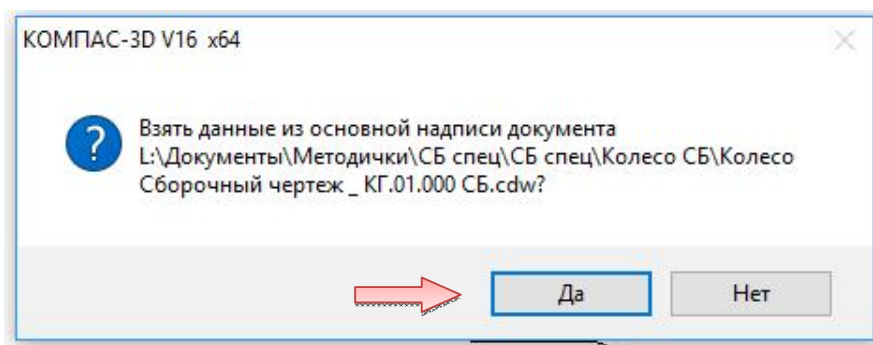 КОМПАС-3D V16 x64
Взять данные из основной надписи документа
L:\Документы\Методички\СБ спец\СБ спец\Колесо СБ\Колесо
Сборочный чертеж _ КГ.01.000 СБ.cdw?
Да
Нет